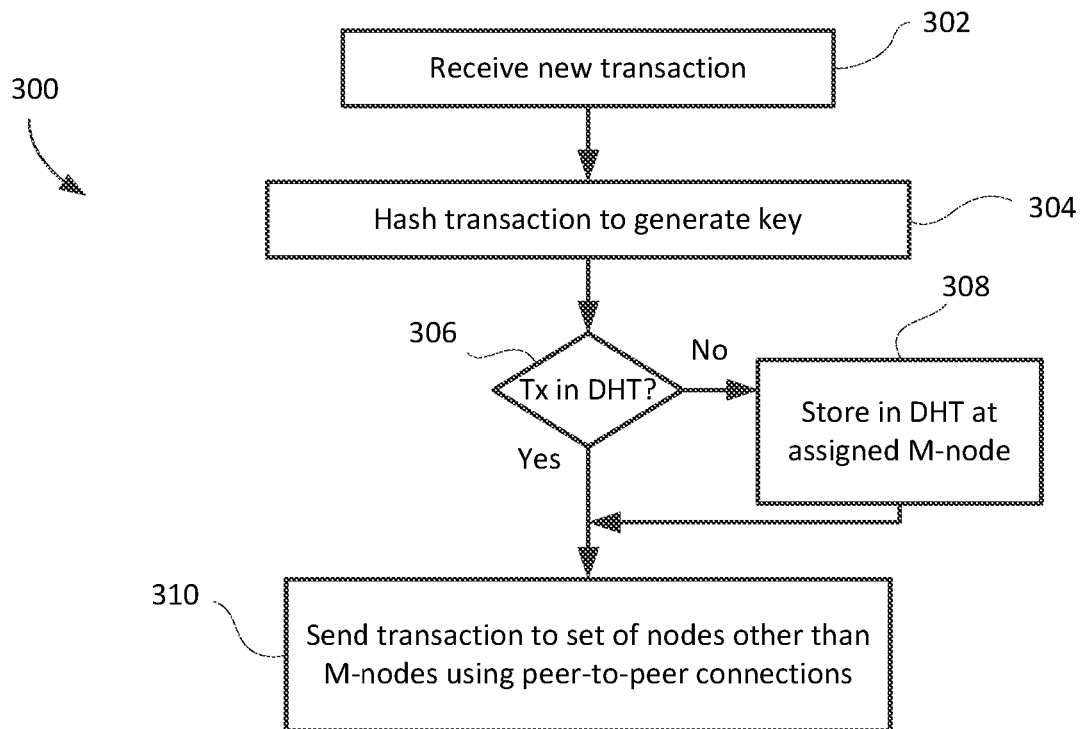 302
Receive new transaction
300
Hash transaction to generate key
304
308
306
No
Tx in DHT?
Store in DHT at
assigned M-node
Yes
310
Send transaction to set of nodes other than
M-nodes using peer-to-peer connections